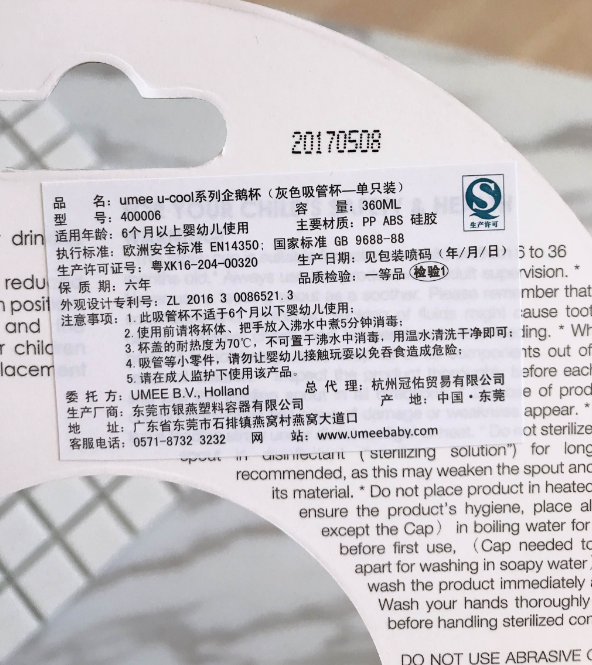 20170508
品 名：umee u-cool系列企鹅杯（灰色吸管杯—单只装）
型 号：400006 容 量：360ML
适用年龄：6个月以上婴幼儿使用 主要材质：PP ABS 硅胶
执行标准：欧洲安全标准 EN14350；国家标准 GB 9688-88
生产许可证号：粤XK16-204-00320 生产日期：见包装喷码（年/月/日）
保 质 期：六年 品质检验：一等品 检验1
外观设计专利号：ZL 2016 3 0086521.3
注意事项：1. 此吸管杯不适于6个月以下婴幼儿使用；
2. 使用前请将杯体、把手放入沸水中煮5分钟消毒；
3. 杯盖的耐热度为70℃，不可置于沸水中消毒，用温水清洗干净即可；
4. 吸管等小零件，请勿让婴儿接触玩耍以免吞食造成危险；
5. 请在成人监护下使用该产品。
委 托 方：UMEE B.V., Holland 总 代 理：杭州冠佑贸易有限公司
生产厂商：东莞市银燕塑料容器有限公司 产 地：中国·东莞
地 址：广东省东莞市石排镇燕窝村燕窝大道口
客服电话：0571-8732 3232 网 站：www.umeebaby.com
生产许可
drin
redu
posit
and
r chil
lacem
6 to 36
rvision. *
mber that
cause toot
ding. * Wh
nts out of
efore each
e of prod
appear. *
not sterilize
spout in disinfectant ("sterilizing solution") for long
recommended, as this may weaken the spout and
its material. * Do not place product in heated
ensure the product's hygiene, place al
except the Cap) in boiling water for
before first use, (Cap needed to
apart for washing in soapy water
wash the product immediately a
Wash your hands thoroughly
before handling sterilized con
DO NOT USE ABRASIVE C